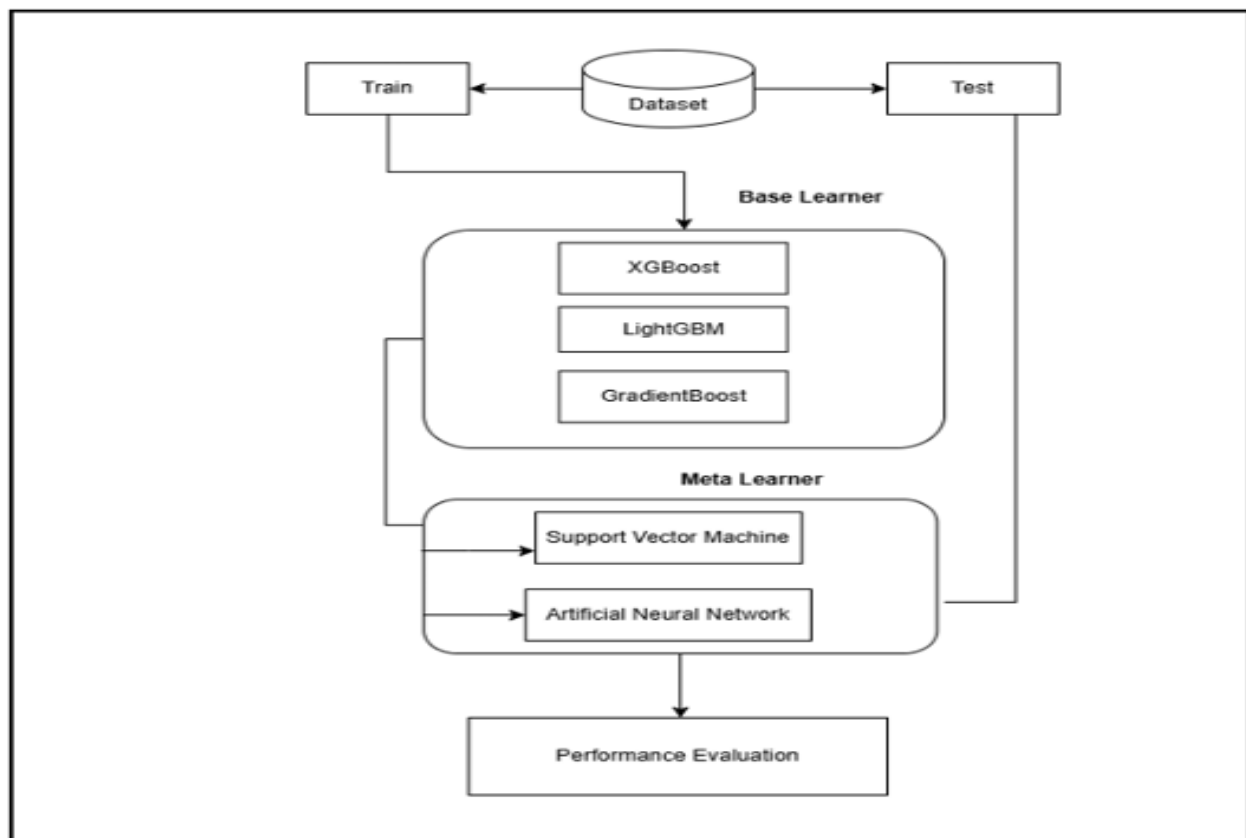 Train
Dataset
Test
Base Learner
XGBoost
LightGBM
GradientBoost
Meta Learner
Support Vector Machine
Artificial Neural Network
Performance Evaluation